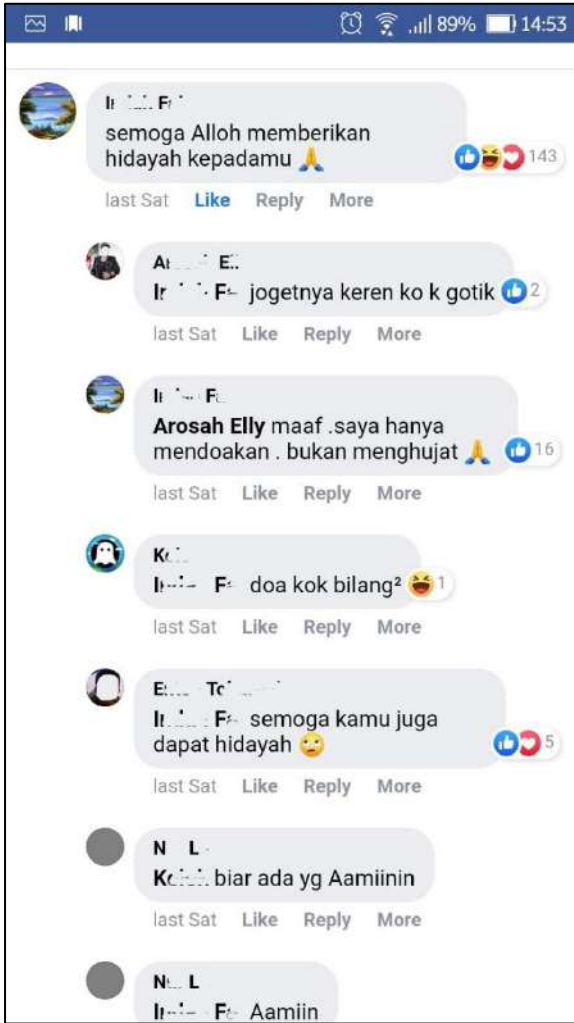 89% 14:53
semoga Alloh memberikan
hidayah kepadamu 🙏
143
last Sat Like Reply More
jogetnya keren ko k gotik 2
last Sat Like Reply More
Arosah Elly maaf .saya hanya
mendoakan . bukan menghujat 🙏 16
last Sat Like Reply More
doa kok bilang² 1
last Sat Like Reply More
semoga kamu juga
dapat hidayah 🙄
5
last Sat Like Reply More
N L
biar ada yg Aamiinin
last Sat Like Reply More
L
Aamiin